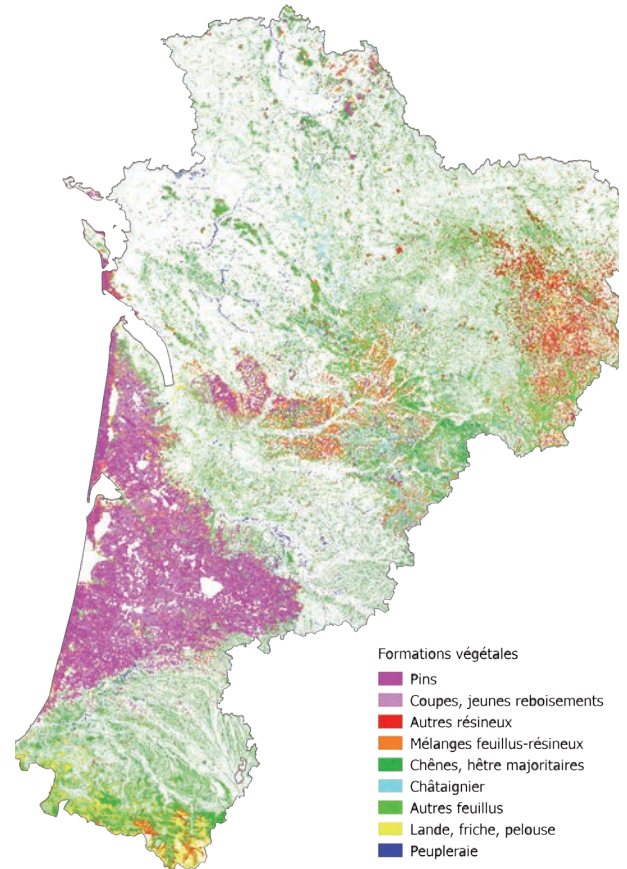 Formations végétales
Pins
Coupes, jeunes reboisements
Autres résineux
Mélanges feuillus-résineux
Chênes, hêtre majoritaires
Châtaignier
Autres feuillus
Lande, friche, pelouse
Peupleraie